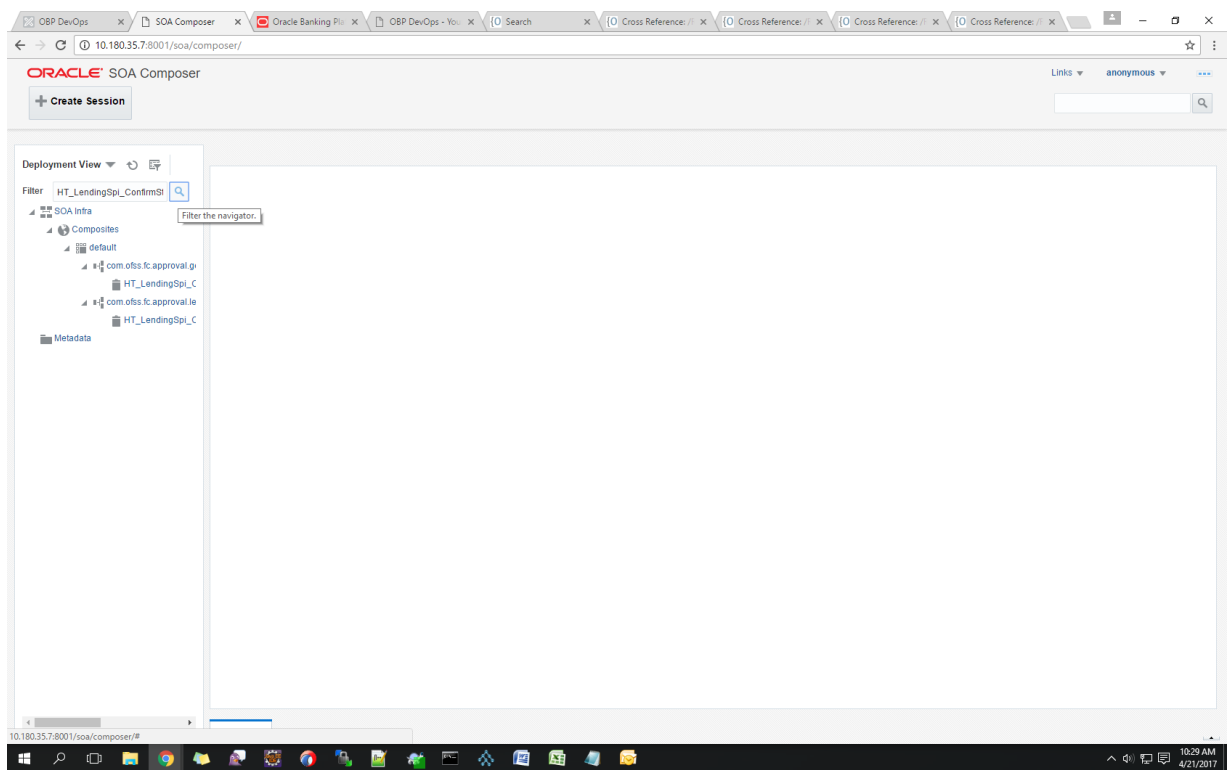 OBP DevOps
SOA Composer
Oracle Banking Pla
OBP DevOps - You
{O Search
{O Cross Reference:
{O Cross Reference: /
{O Cross Reference: /
{O Cross Reference: /
10.180.35.7:8001/soa/composer/
ORACLE SOA Composer
Links
anonymous
Create Session
Deployment View
Filter
HT_LendingSpi_ConfirmSt
Filter the navigator.
SOA Infra
Composites
default
com.ofss.fc.approval.ge
HT_LendingSpi_C
com.ofss.fc.approval.le
HT_LendingSpi_C
Metadata
10.180.35.7:8001/soa/composer/#
10:29 AM
4/21/2017